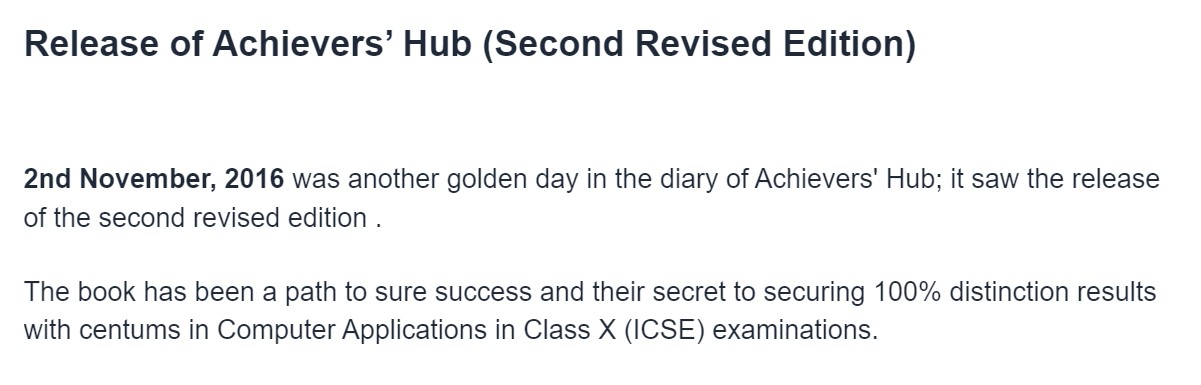 Release of Achievers’ Hub (Second Revised Edition)
2nd November, 2016 was another golden day in the diary of Achievers' Hub; it saw the release
of the second revised edition .
The book has been a path to sure success and their secret to securing 100% distinction results
with centums in Computer Applications in Class X (ICSE) examinations.